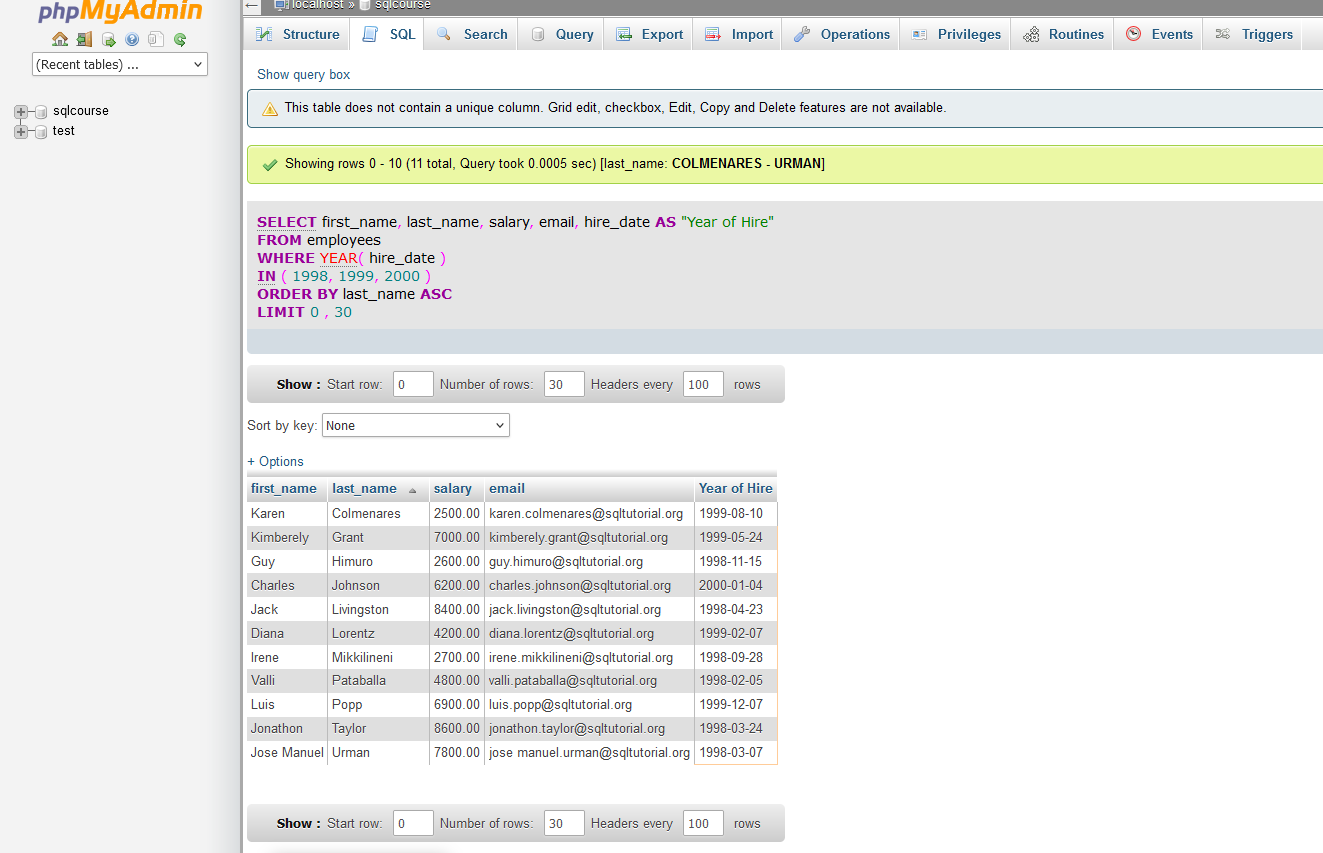 phpMyAdmin
(Recent tables) ...
sqlcourse
test
← localhost » sqlcourse
Structure SQL Search Query Export Import Operations Privileges Routines Events Triggers
Show query box
This table does not contain a unique column. Grid edit, checkbox, Edit, Copy and Delete features are not available.
Showing rows 0 - 10 (11 total, Query took 0.0005 sec) [last_name: COLMENARES - URMAN]
SELECT first_name, last_name, salary, email, hire_date AS "Year of Hire"
FROM employees
WHERE YEAR( hire_date )
IN ( 1998, 1999, 2000 )
ORDER BY last_name ASC
LIMIT 0 , 30
Show : Start row: 0 Number of rows: 30 Headers every 100 rows
Sort by key: None
+ Options
first_name last_name salary email Year of Hire
Karen Colmenares 2500.00 karen.colmenares@sqltutorial.org 1999-08-10
Kimberely Grant 7000.00 kimberely.grant@sqltutorial.org 1999-05-24
Guy Himuro 2600.00 guy.himuro@sqltutorial.org 1998-11-15
Charles Johnson 6200.00 charles.johnson@sqltutorial.org 2000-01-04
Jack Livingston 8400.00 jack.livingston@sqltutorial.org 1998-04-23
Diana Lorentz 4200.00 diana.lorentz@sqltutorial.org 1999-02-07
Irene Mikkilineni 2700.00 irene.mikkilineni@sqltutorial.org 1998-09-28
Valli Pataballa 4800.00 valli.pataballa@sqltutorial.org 1998-02-05
Luis Popp 6900.00 luis.popp@sqltutorial.org 1999-12-07
Jonathon Taylor 8600.00 jonathon.taylor@sqltutorial.org 1998-03-24
Jose Manuel Urman 7800.00 jose manuel.urman@sqltutorial.org 1998-03-07
Show : Start row: 0 Number of rows: 30 Headers every 100 rows